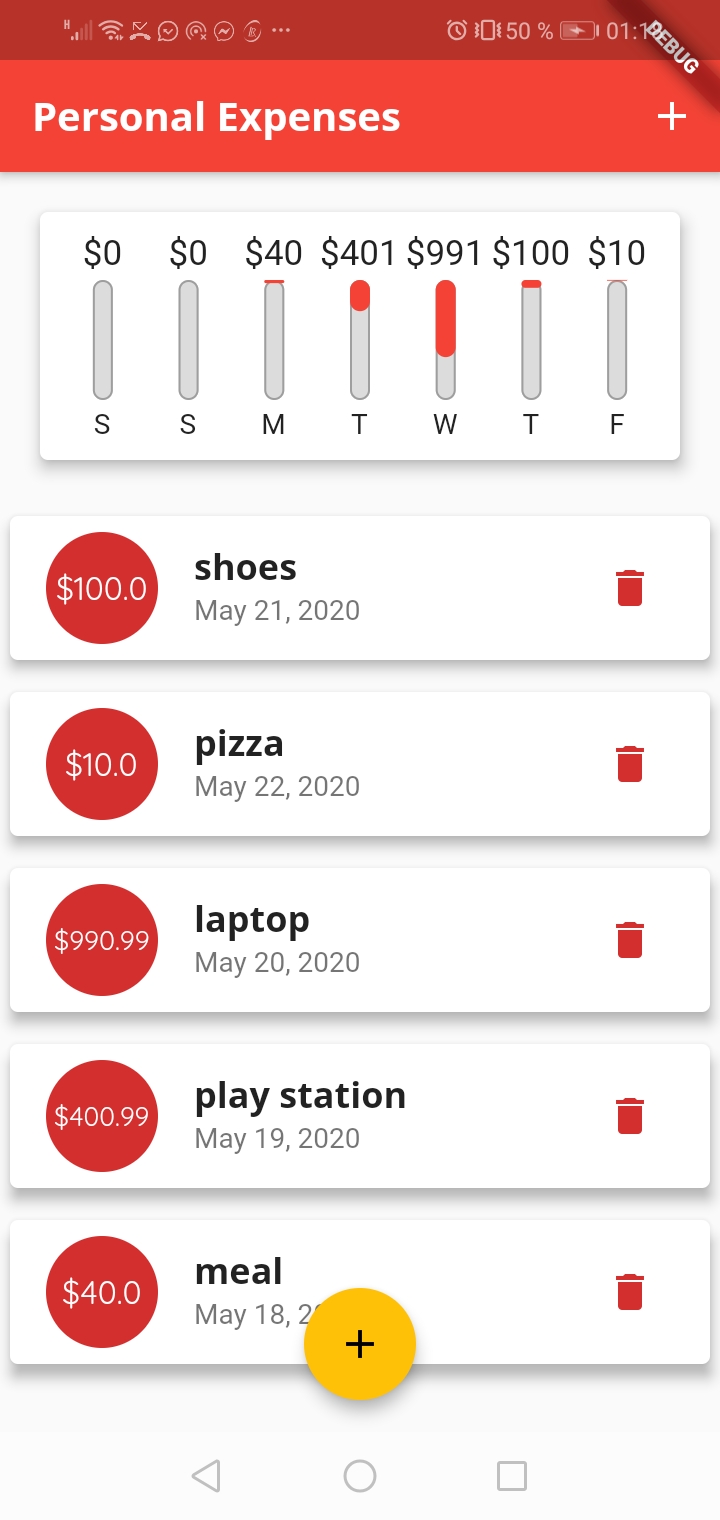 H 50 % 01:1
DEBUG
Personal Expenses
$0 $0 $40 $401 $991 $100 $10
S S M T W T F
$100.0
shoes
May 21, 2020
$10.0
pizza
May 22, 2020
$990.99
laptop
May 20, 2020
$400.99
play station
May 19, 2020
$40.0
meal
May 18, 2